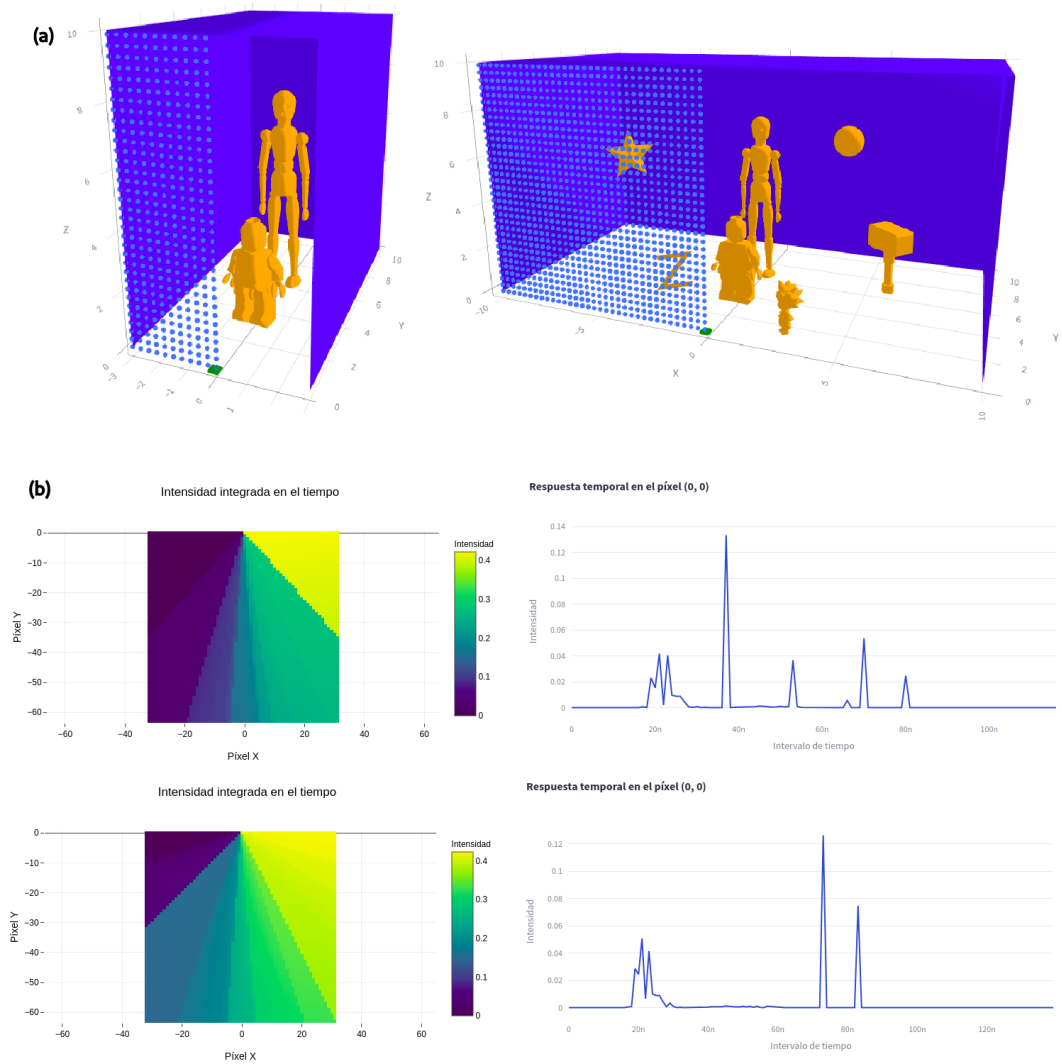 (a)
10
8
6
4
2
0
Z
-3
-2
-1
0
1
10
8
6
4
2
0
Y
10
8
6
4
2
0
Z
-10
-5
0
5
10
X
10
8
6
4
2
0
Y
(b)
Intensidad integrada en el tiempo
Respuesta temporal en el píxel (0, 0)
0
−10
−20
−30
−40
−50
−60
Píxel Y
−60
−40
−20
0
20
40
60
Píxel X
Intensidad
0.4
0.3
0.2
0.1
0
0.14
0.12
0.1
0.08
0.06
0.04
0.02
0
Intensidad
0
20n
40n
60n
80n
100n
Intervalo de tiempo
Intensidad integrada en el tiempo
Respuesta temporal en el píxel (0, 0)
0
−10
−20
−30
−40
−50
−60
Píxel Y
−60
−40
−20
0
20
40
60
Píxel X
Intensidad
0.4
0.3
0.2
0.1
0
0.12
0.1
0.08
0.06
0.04
0.02
0
Intensidad
0
20n
40n
60n
80n
100n
120n
Intervalo de tiempo